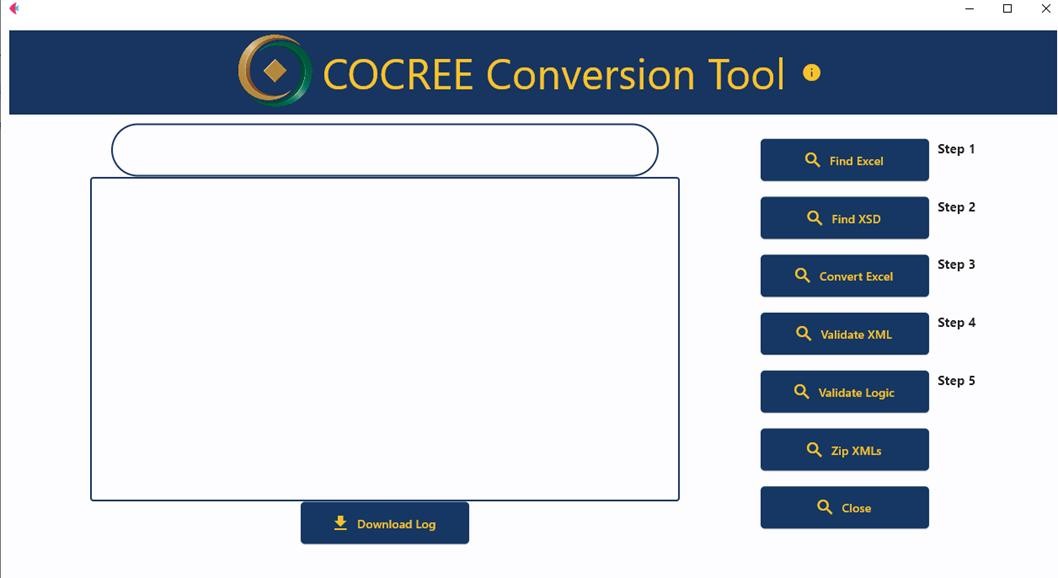 COCREE Conversion Tool
Find Excel
Step 1
Find XSD
Step 2
Convert Excel
Step 3
Validate XML
Step 4
Validate Logic
Step 5
Zip XMLs
Close
Download Log